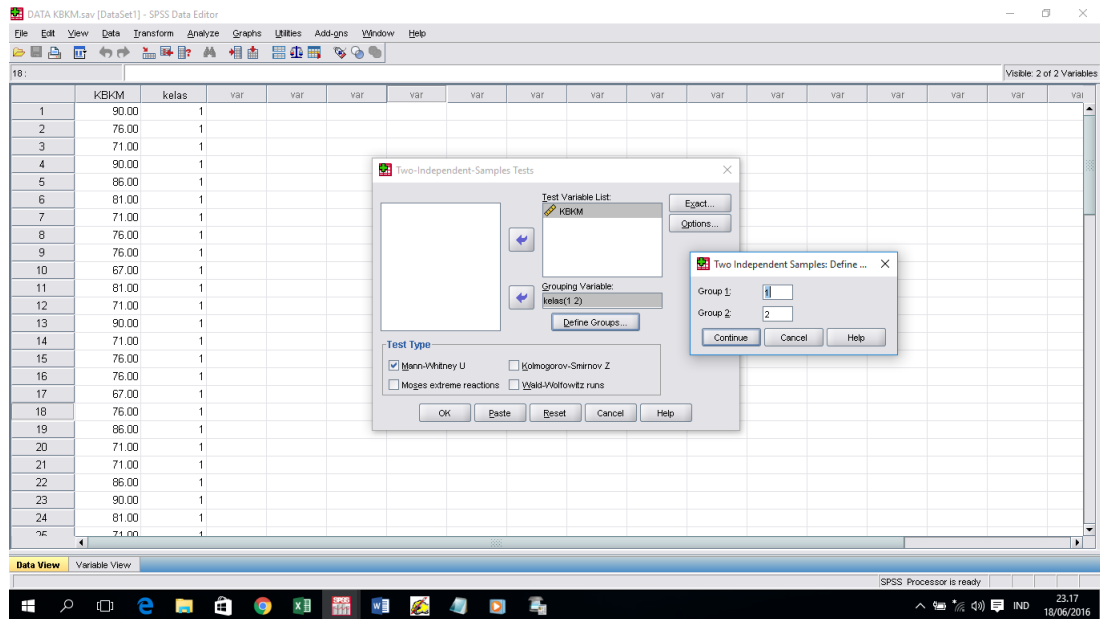 DATA KBKM.sav [DataSet1] - SPSS Data Editor
File Edit View Data Transform Analyze Graphs Utilities Add-ons Window Help
18 :
Visible: 2 of 2 Variables
KBKM kelas var var var var var var var var var var var var var var var
1 90.00 1
2 76.00 1
3 71.00 1
4 90.00 1
5 86.00 1
6 81.00 1
7 71.00 1
8 76.00 1
9 76.00 1
10 67.00 1
11 81.00 1
12 71.00 1
13 90.00 1
14 71.00 1
15 76.00 1
16 76.00 1
17 67.00 1
18 76.00 1
19 86.00 1
20 71.00 1
21 71.00 1
22 86.00 1
23 90.00 1
24 81.00 1
25 71.00 1
Two-Independent-Samples Tests
Test Variable List:
KBKM
Exact...
Options...
Grouping Variable:
kelas(1 2)
Define Groups...
Test Type
Mann-Whitney U Kolmogorov-Smirnov Z
Moses extreme reactions Wald-Wolfowitz runs
OK Paste Reset Cancel Help
Two Independent Samples: Define ...
Group 1: 1
Group 2: 2
Continue Cancel Help
Data View Variable View
SPSS Processor is ready
IND
23.17
18/06/2016